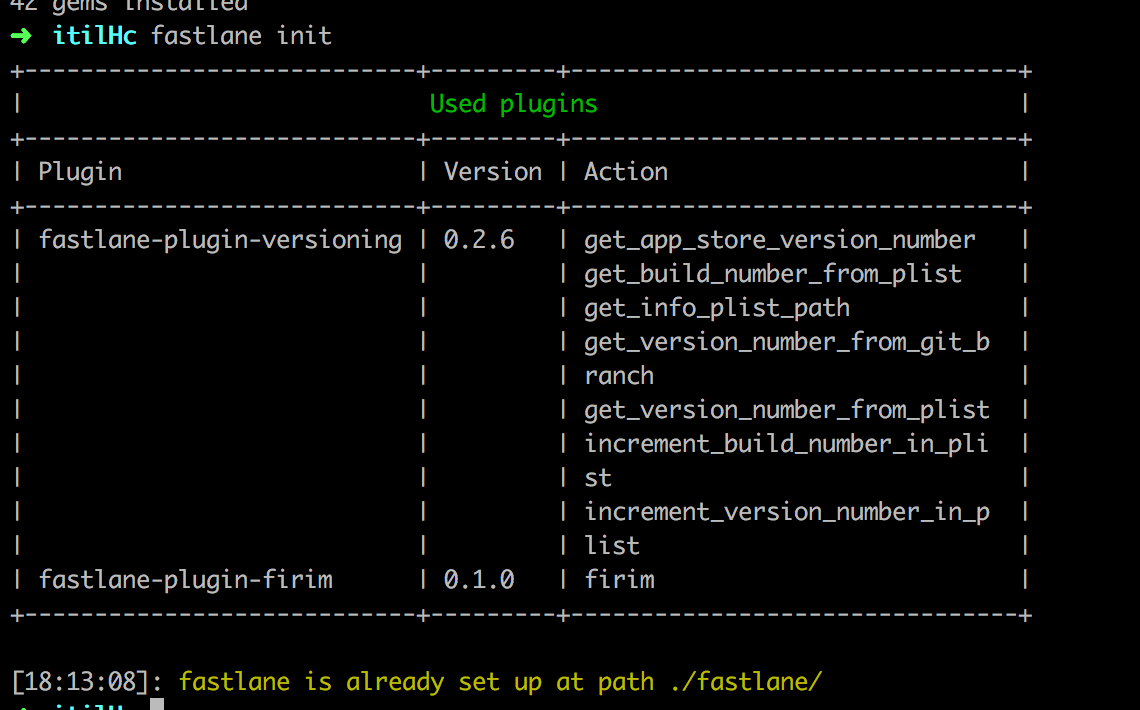 42 gems installed
➜ itilHc fastlane init
+----------------------------+---------+--------------------------------+
| Used plugins |
+----------------------------+---------+--------------------------------+
| Plugin | Version | Action |
+----------------------------+---------+--------------------------------+
| fastlane-plugin-versioning | 0.2.6 | get_app_store_version_number |
| | | get_build_number_from_plist |
| | | get_info_plist_path |
| | | get_version_number_from_git_b |
| | | ranch |
| | | get_version_number_from_plist |
| | | increment_build_number_in_pli |
| | | st |
| | | increment_version_number_in_p |
| | | list |
| fastlane-plugin-firim | 0.1.0 | firim |
+----------------------------+---------+--------------------------------+
[18:13:08]: fastlane is already set up at path ./fastlane/
➜ itilHc